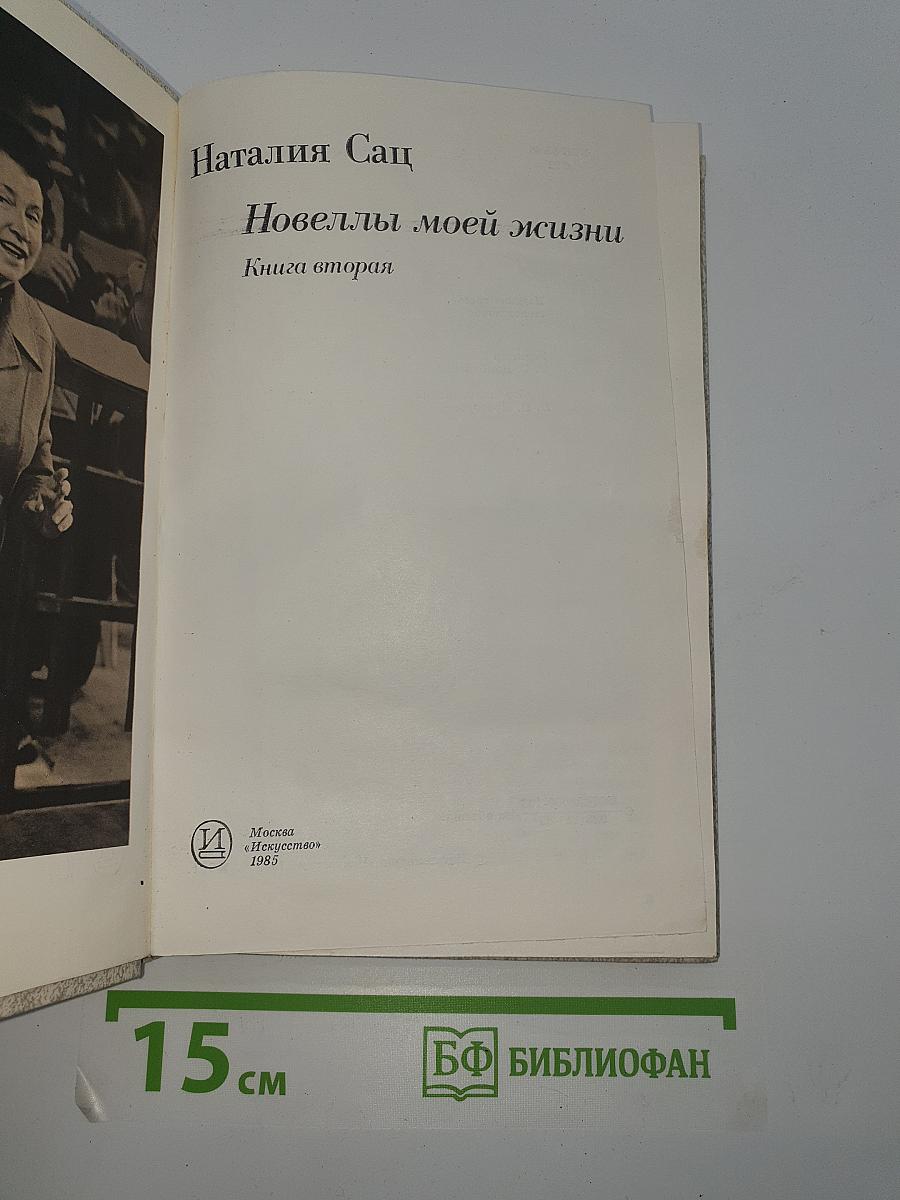 Наталия Сац
Новеллы моей жизни
Книга вторая
И
Москва
«Искусство»
1985
15 см
БФ БИБЛИОФАН